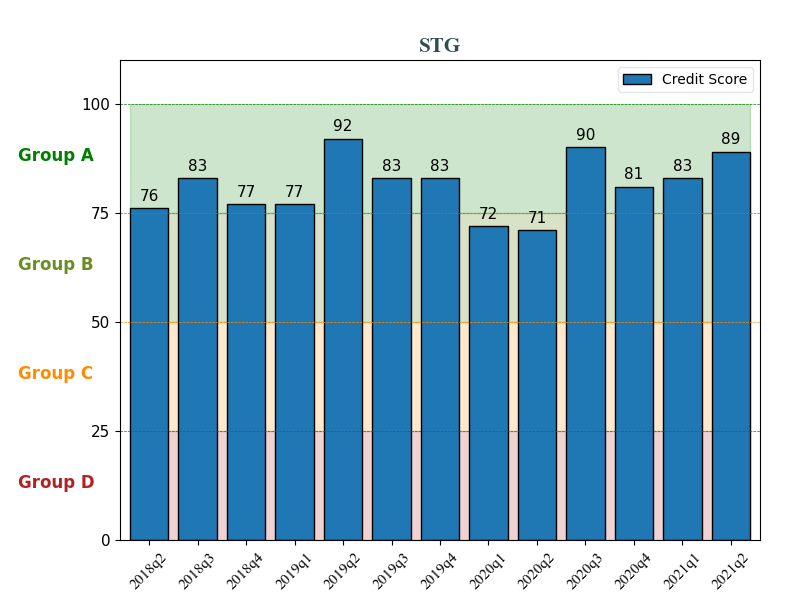 STG
Credit Score
100
75
50
25
0
Group A
Group B
Group C
Group D
76
83
77
77
92
83
83
72
71
90
81
83
89
2018q2
2018q3
2018q4
2019q1
2019q2
2019q3
2019q4
2020q1
2020q2
2020q3
2020q4
2021q1
2021q2